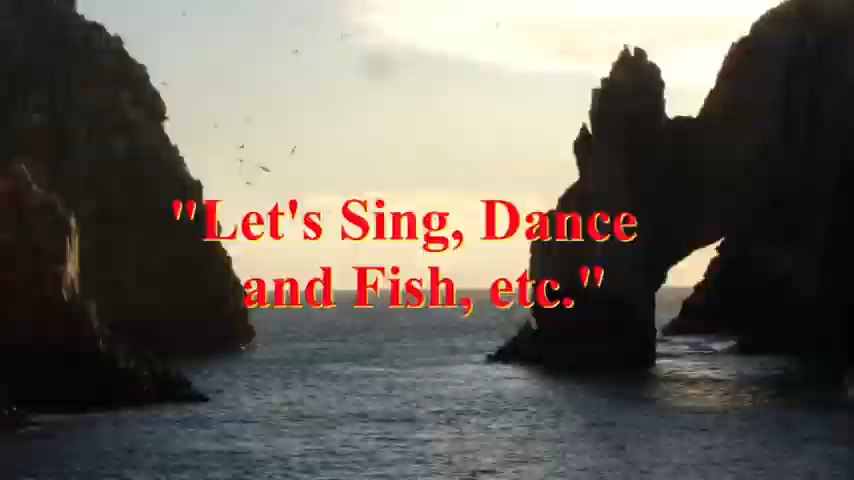 "Let's Sing, Dance
and Fish, etc."